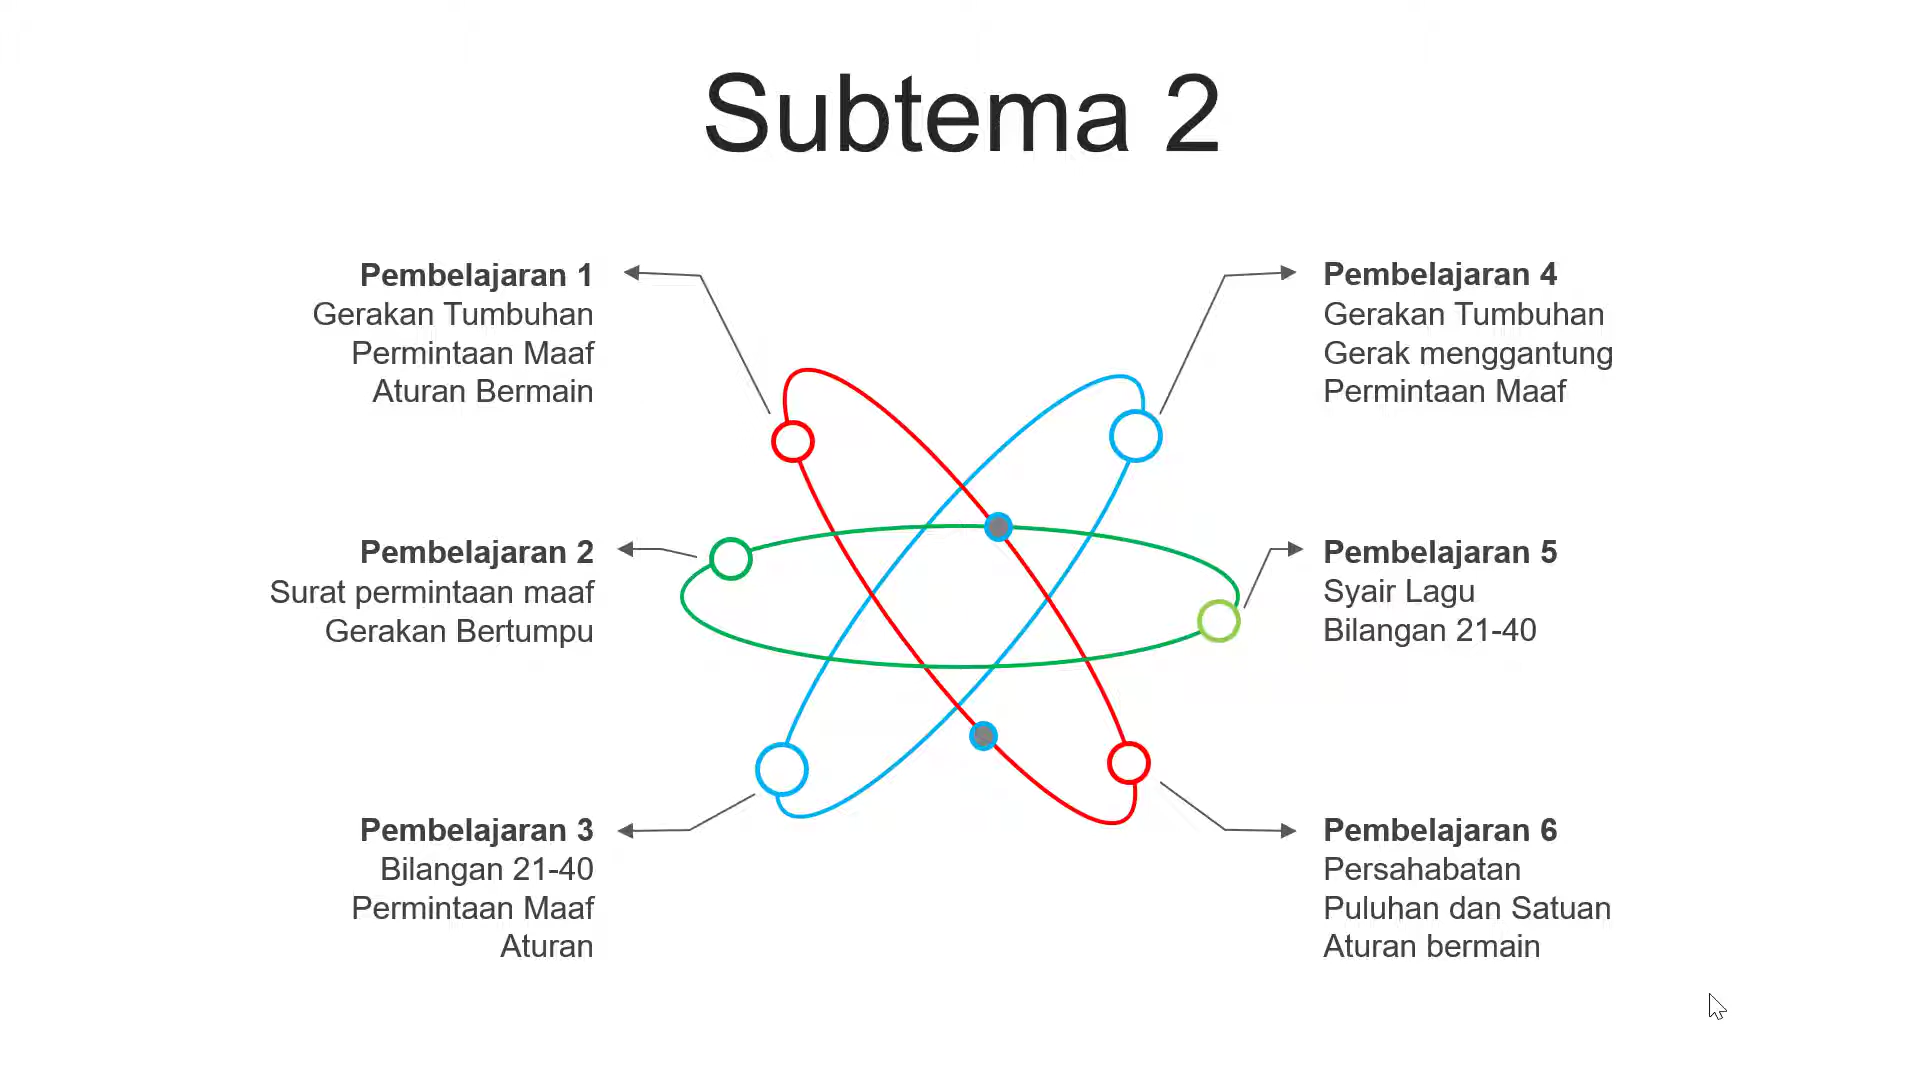 Subtema 2
Pembelajaran 1
Gerakan Tumbuhan
Permintaan Maaf
Aturan Bermain
Pembelajaran 2
Surat permintaan maaf
Gerakan Bertumpu
Pembelajaran 3
Bilangan 21-40
Permintaan Maaf
Aturan
Pembelajaran 4
Gerakan Tumbuhan
Gerak menggantung
Permintaan Maaf
Pembelajaran 5
Syair Lagu
Bilangan 21-40
Pembelajaran 6
Persahabatan
Puluhan dan Satuan
Aturan bermain